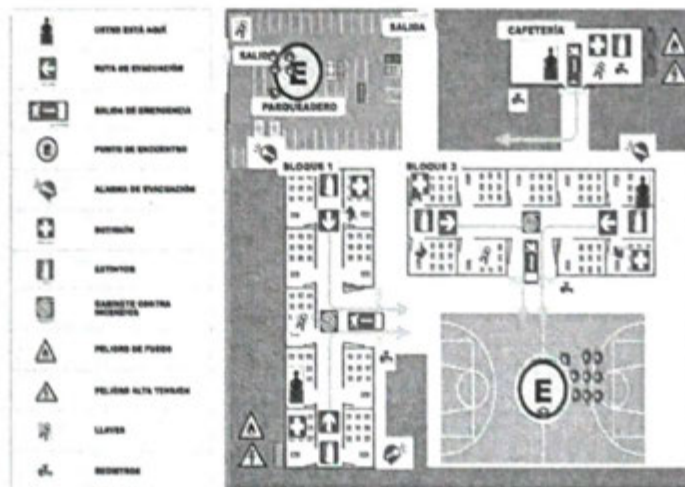 USTED ESTÁ AQUÍ
RUTA DE EVACUACIÓN
SALIDA DE EMERGENCIA
PUNTO DE ENCUENTRO
ALARMA DE EVACUACIÓN
BOTIQUÍN
EXTINTOR
GABINETE CONTRA
INCENDIOS
PELIGRO DE FUEGO
PELIGRO ALTA TENSIÓN
LLAVES
REGISTROS
SALIDA
SALIDA
E
PARQUEADERO
CAFETERÍA
BLOQUE 1
BLOQUE 2
E